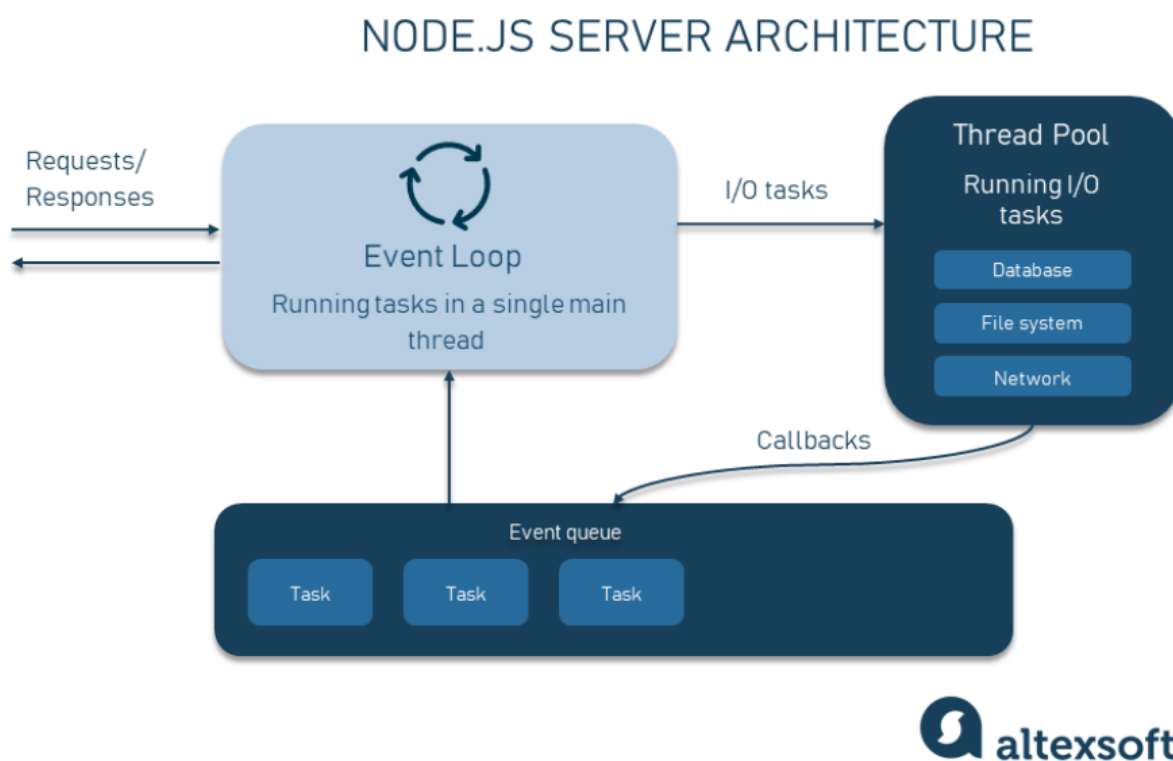 NODE.JS SERVER ARCHITECTURE
Requests/
Responses
Event Loop
Running tasks in a single main
thread
I/O tasks
Thread Pool
Running I/O
tasks
Database
File system
Network
Callbacks
Event queue
Task
Task
Task
altexsoft